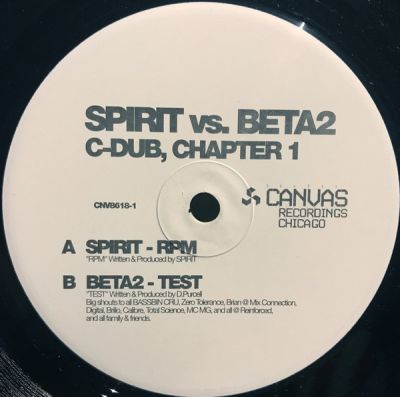 SPIRIT vs. BETA2
C-DUB, CHAPTER 1
CNV8618-1
CANVAS
RECORDINGS
CHICAGO
A SPIRIT - RPM
"RPM" Written & Produced by SPIRIT
B BETA2 - TEST
"TEST" Written & Produced by D.Purcell
Big shouts to all BASSBIN CRU, Zero Tolerance, Brian @ Mix Connection,
Digital, Brillo, Calibre, Total Science, MC MG, and all @ Reinforced,
and all family & friends.